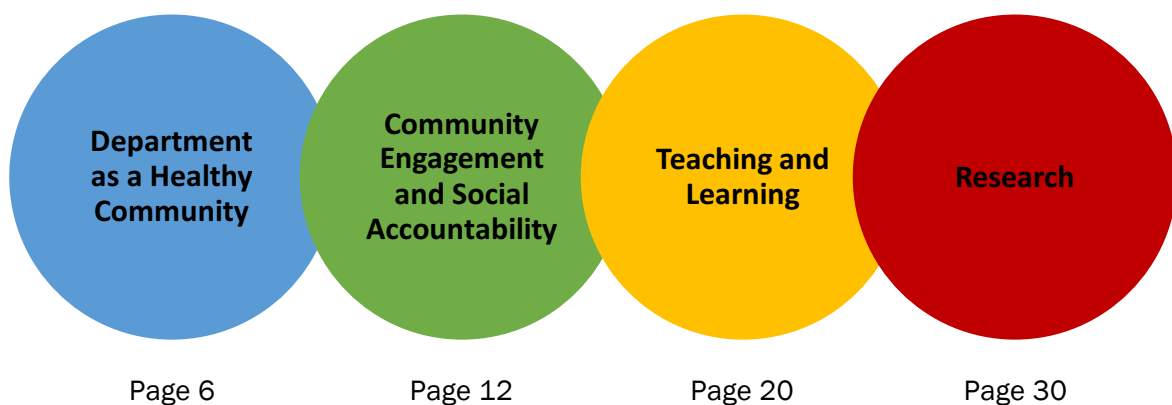 Department
as a Healthy
Community
Community
Engagement
and Social
Accountability
Teaching and
Learning
Research
Page 6
Page 12
Page 20
Page 30